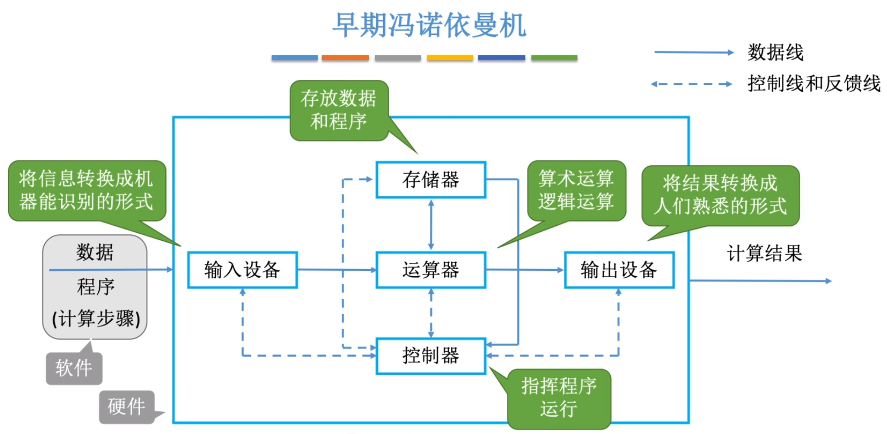 早期冯诺依曼机
数据线
控制线和反馈线
存放数据
和程序
将信息转换成机
器能识别的形式
存储器
算术运算
逻辑运算
将结果转换成
人们熟悉的形式
数据
程序
(计算步骤)
输入设备
运算器
输出设备
计算结果
软件
控制器
硬件
指挥程序
运行